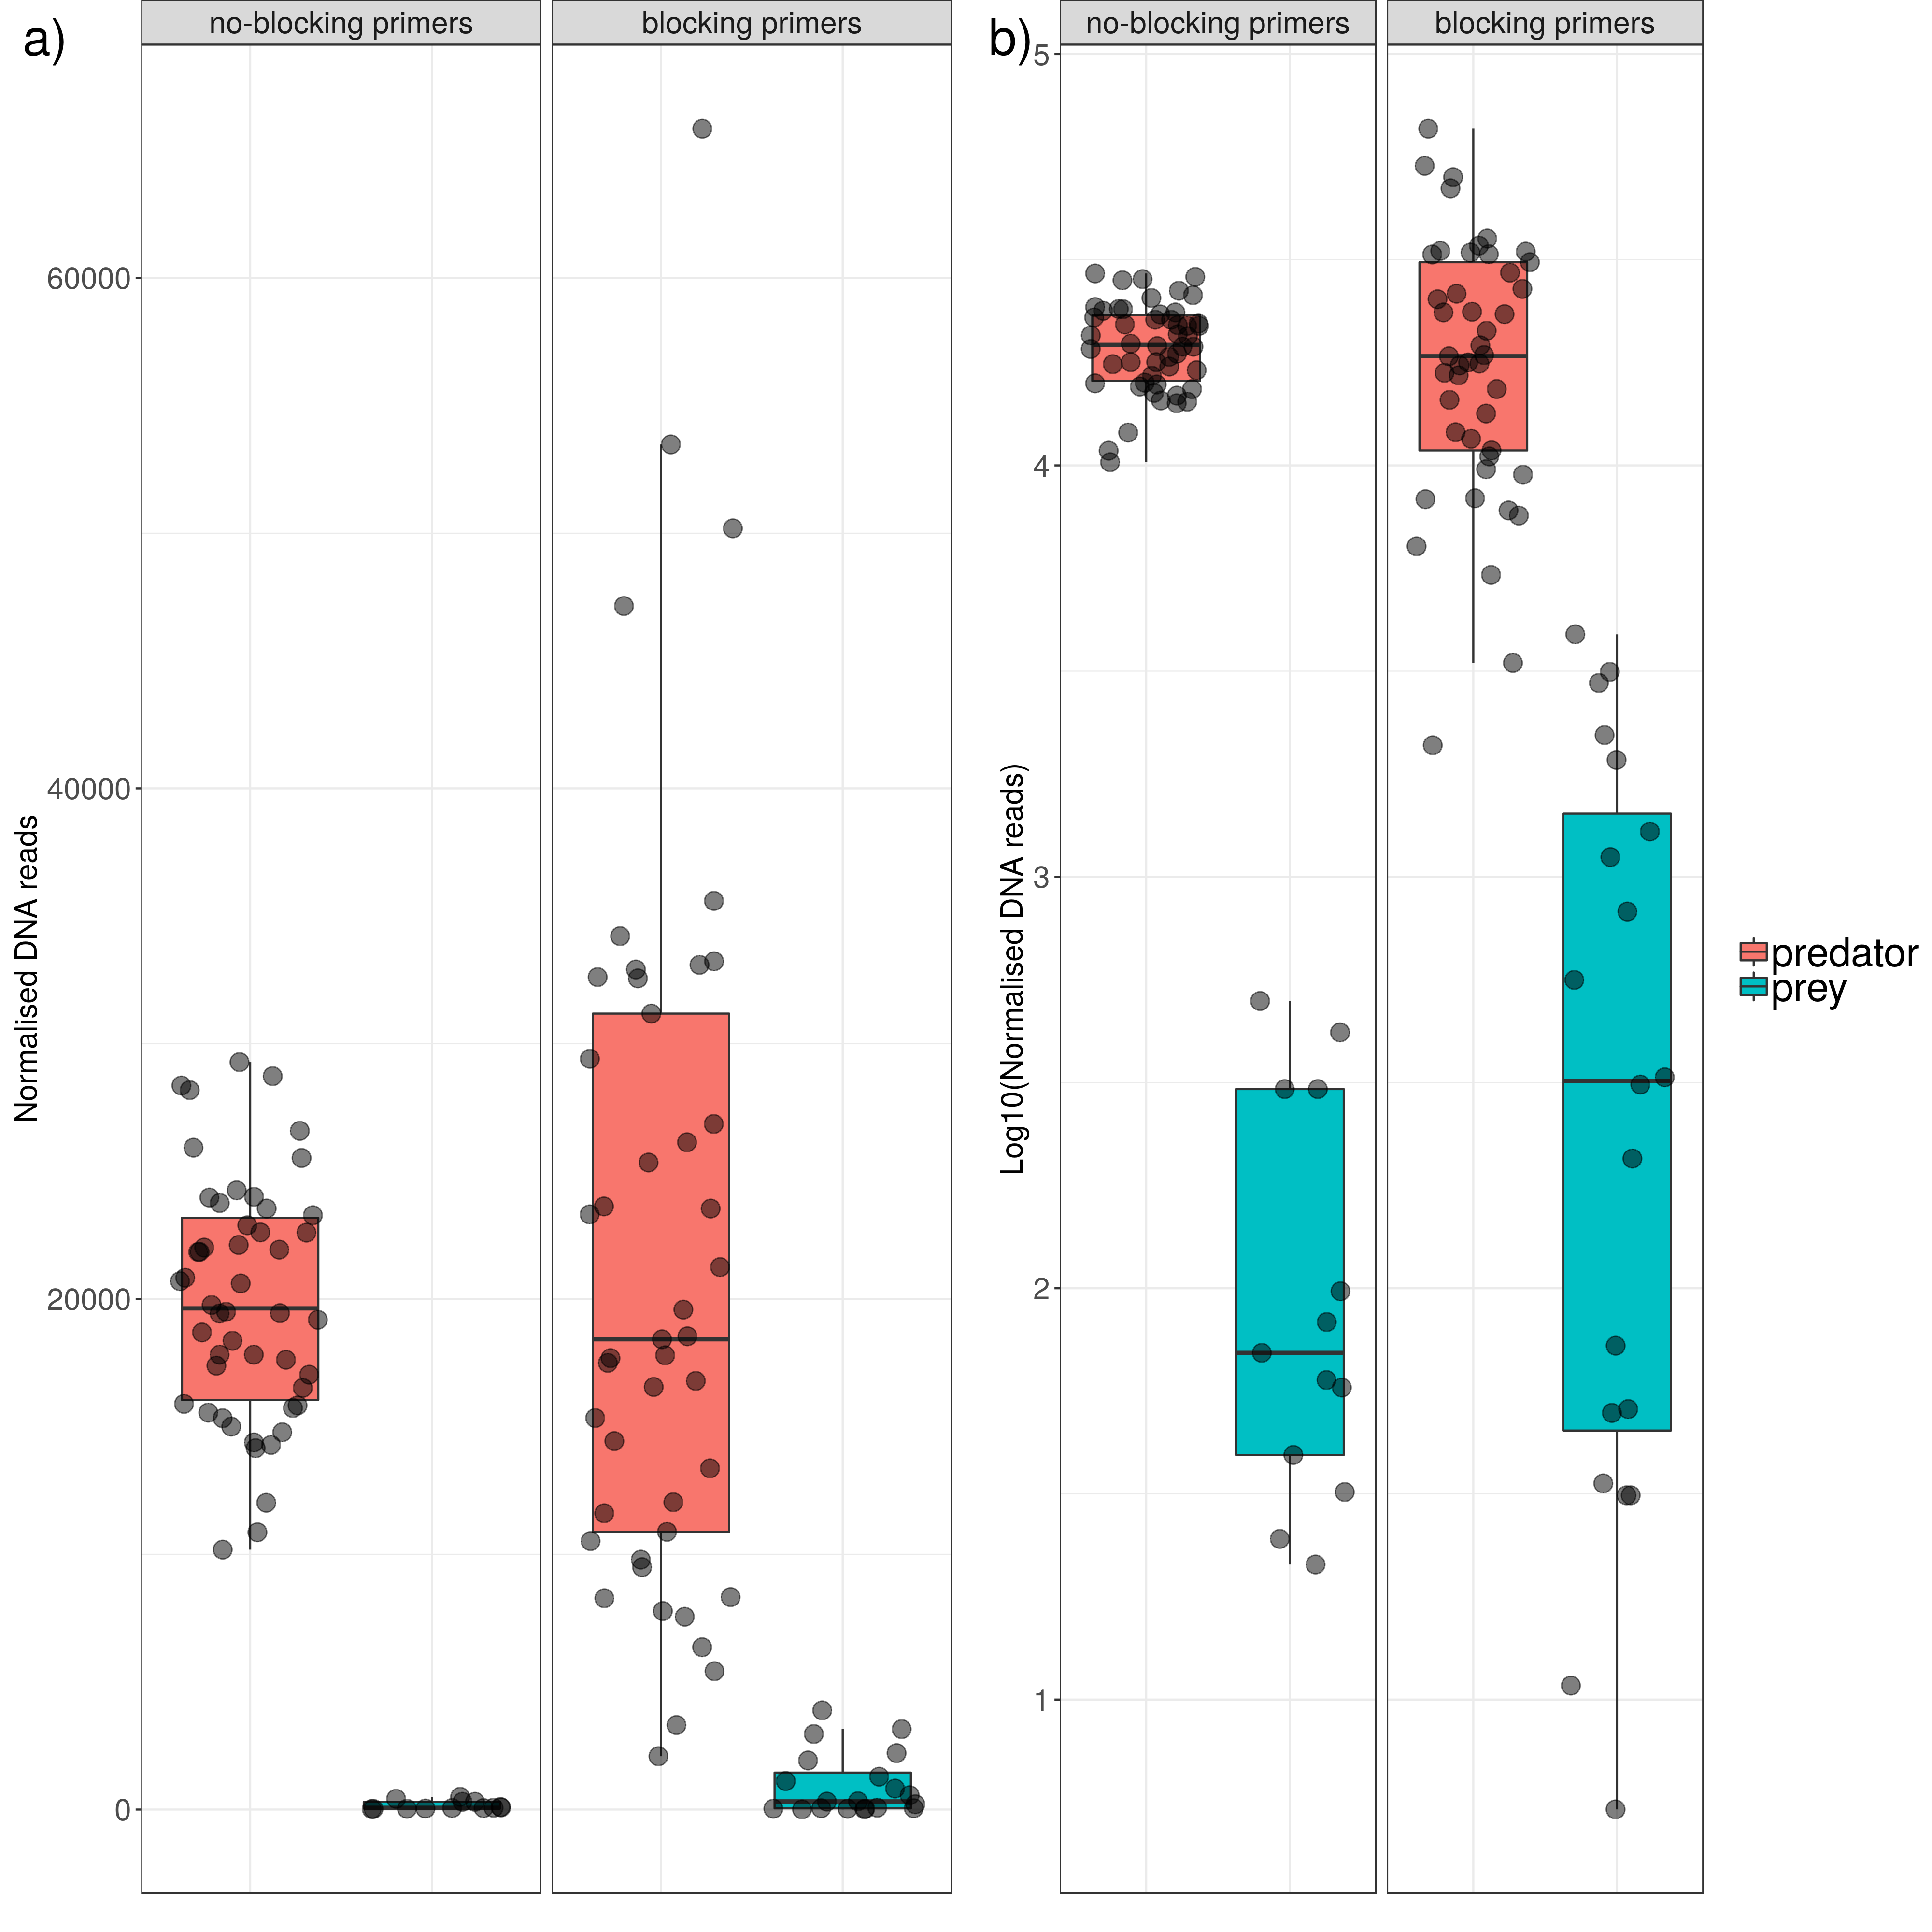 a)
no-blocking primers
blocking primers
Normalised DNA reads
60000
40000
20000
0
b)
no-blocking primers
blocking primers
Log10(Normalised DNA reads)
5
4
3
2
1
predator
prey